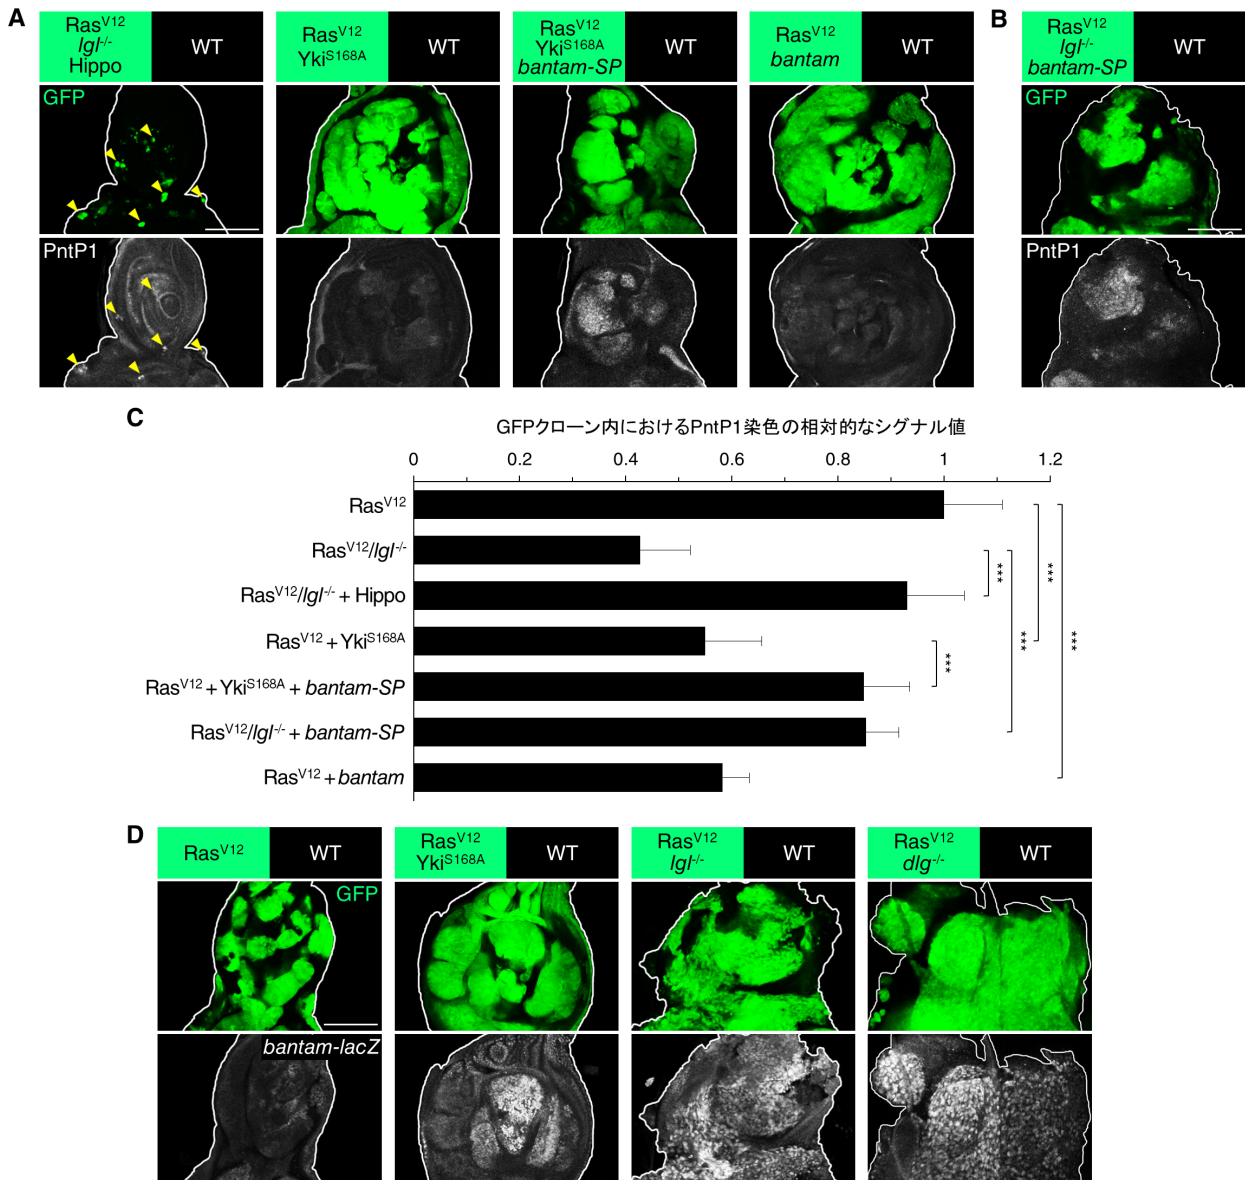 A
Ras^V12
lgl^-/-
Hippo
WT
Ras^V12
Yki^S168A
WT
Ras^V12
Yki^S168A
bantam-SP
WT
Ras^V12
bantam
WT
B
Ras^V12
lgl^-/-
bantam-SP
WT
GFP
GFP
PntP1
PntP1
C
GFPクローン内におけるPntP1染色の相対的なシグナル値
0 0.2 0.4 0.6 0.8 1 1.2
Ras^V12
Ras^V12/lgl^-/-
Ras^V12/lgl^-/- + Hippo
Ras^V12 + Yki^S168A
Ras^V12 + Yki^S168A + bantam-SP
Ras^V12/lgl^-/- + bantam-SP
Ras^V12 + bantam
***
***
***
***
***
D
Ras^V12
WT
Ras^V12
Yki^S168A
WT
Ras^V12
lgl^-/-
WT
Ras^V12
dlg^-/-
WT
GFP
bantam-lacZ